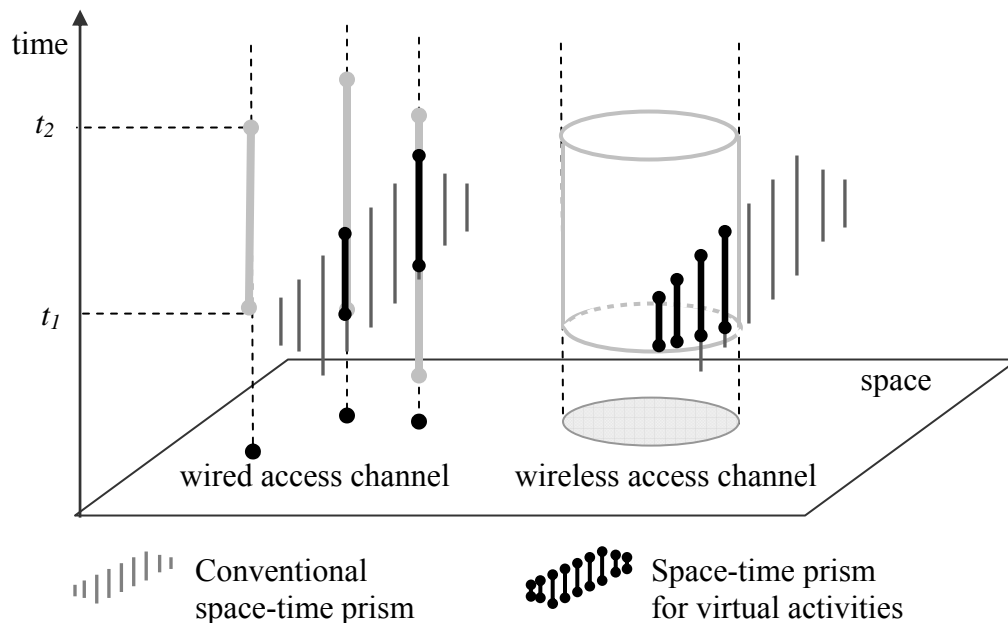 time
t2
t1
space
wired access channel
wireless access channel
Conventional
space-time prism
Space-time prism
for virtual activities